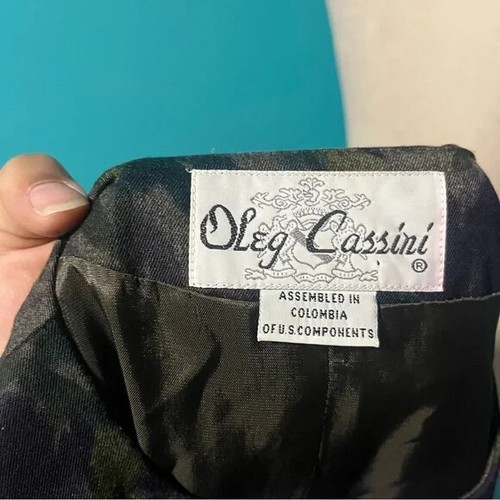 Oleg Cassini ®
ASSEMBLED IN
COLOMBIA
OF U.S. COMPONENTS